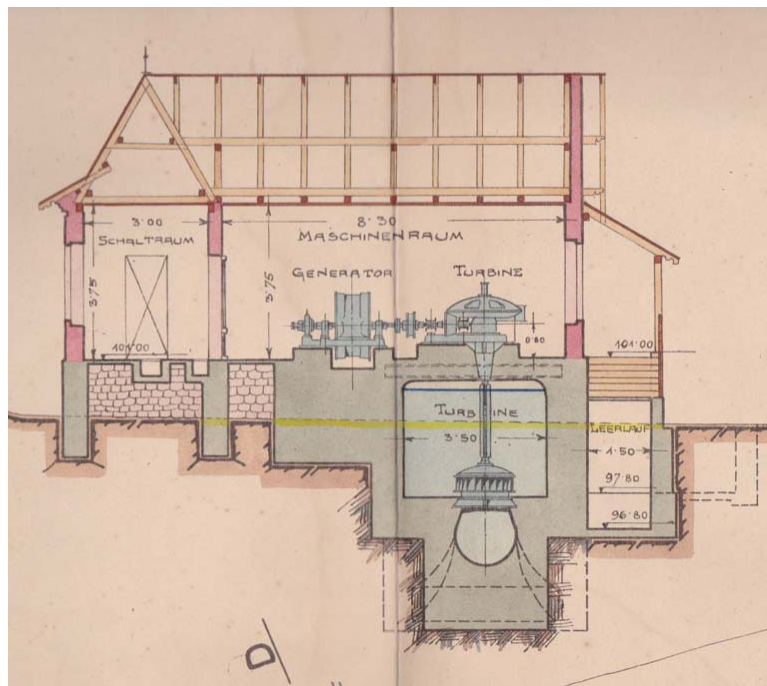 3·00
8·30
SCHALTRAUM
MASCHINENRAUM
3·75
3·75
GENERATOR
TURBINE
0·80
101·00
101·00
TURBINE
3·50
LEERLAUF
1·50
97·80
96·80
D